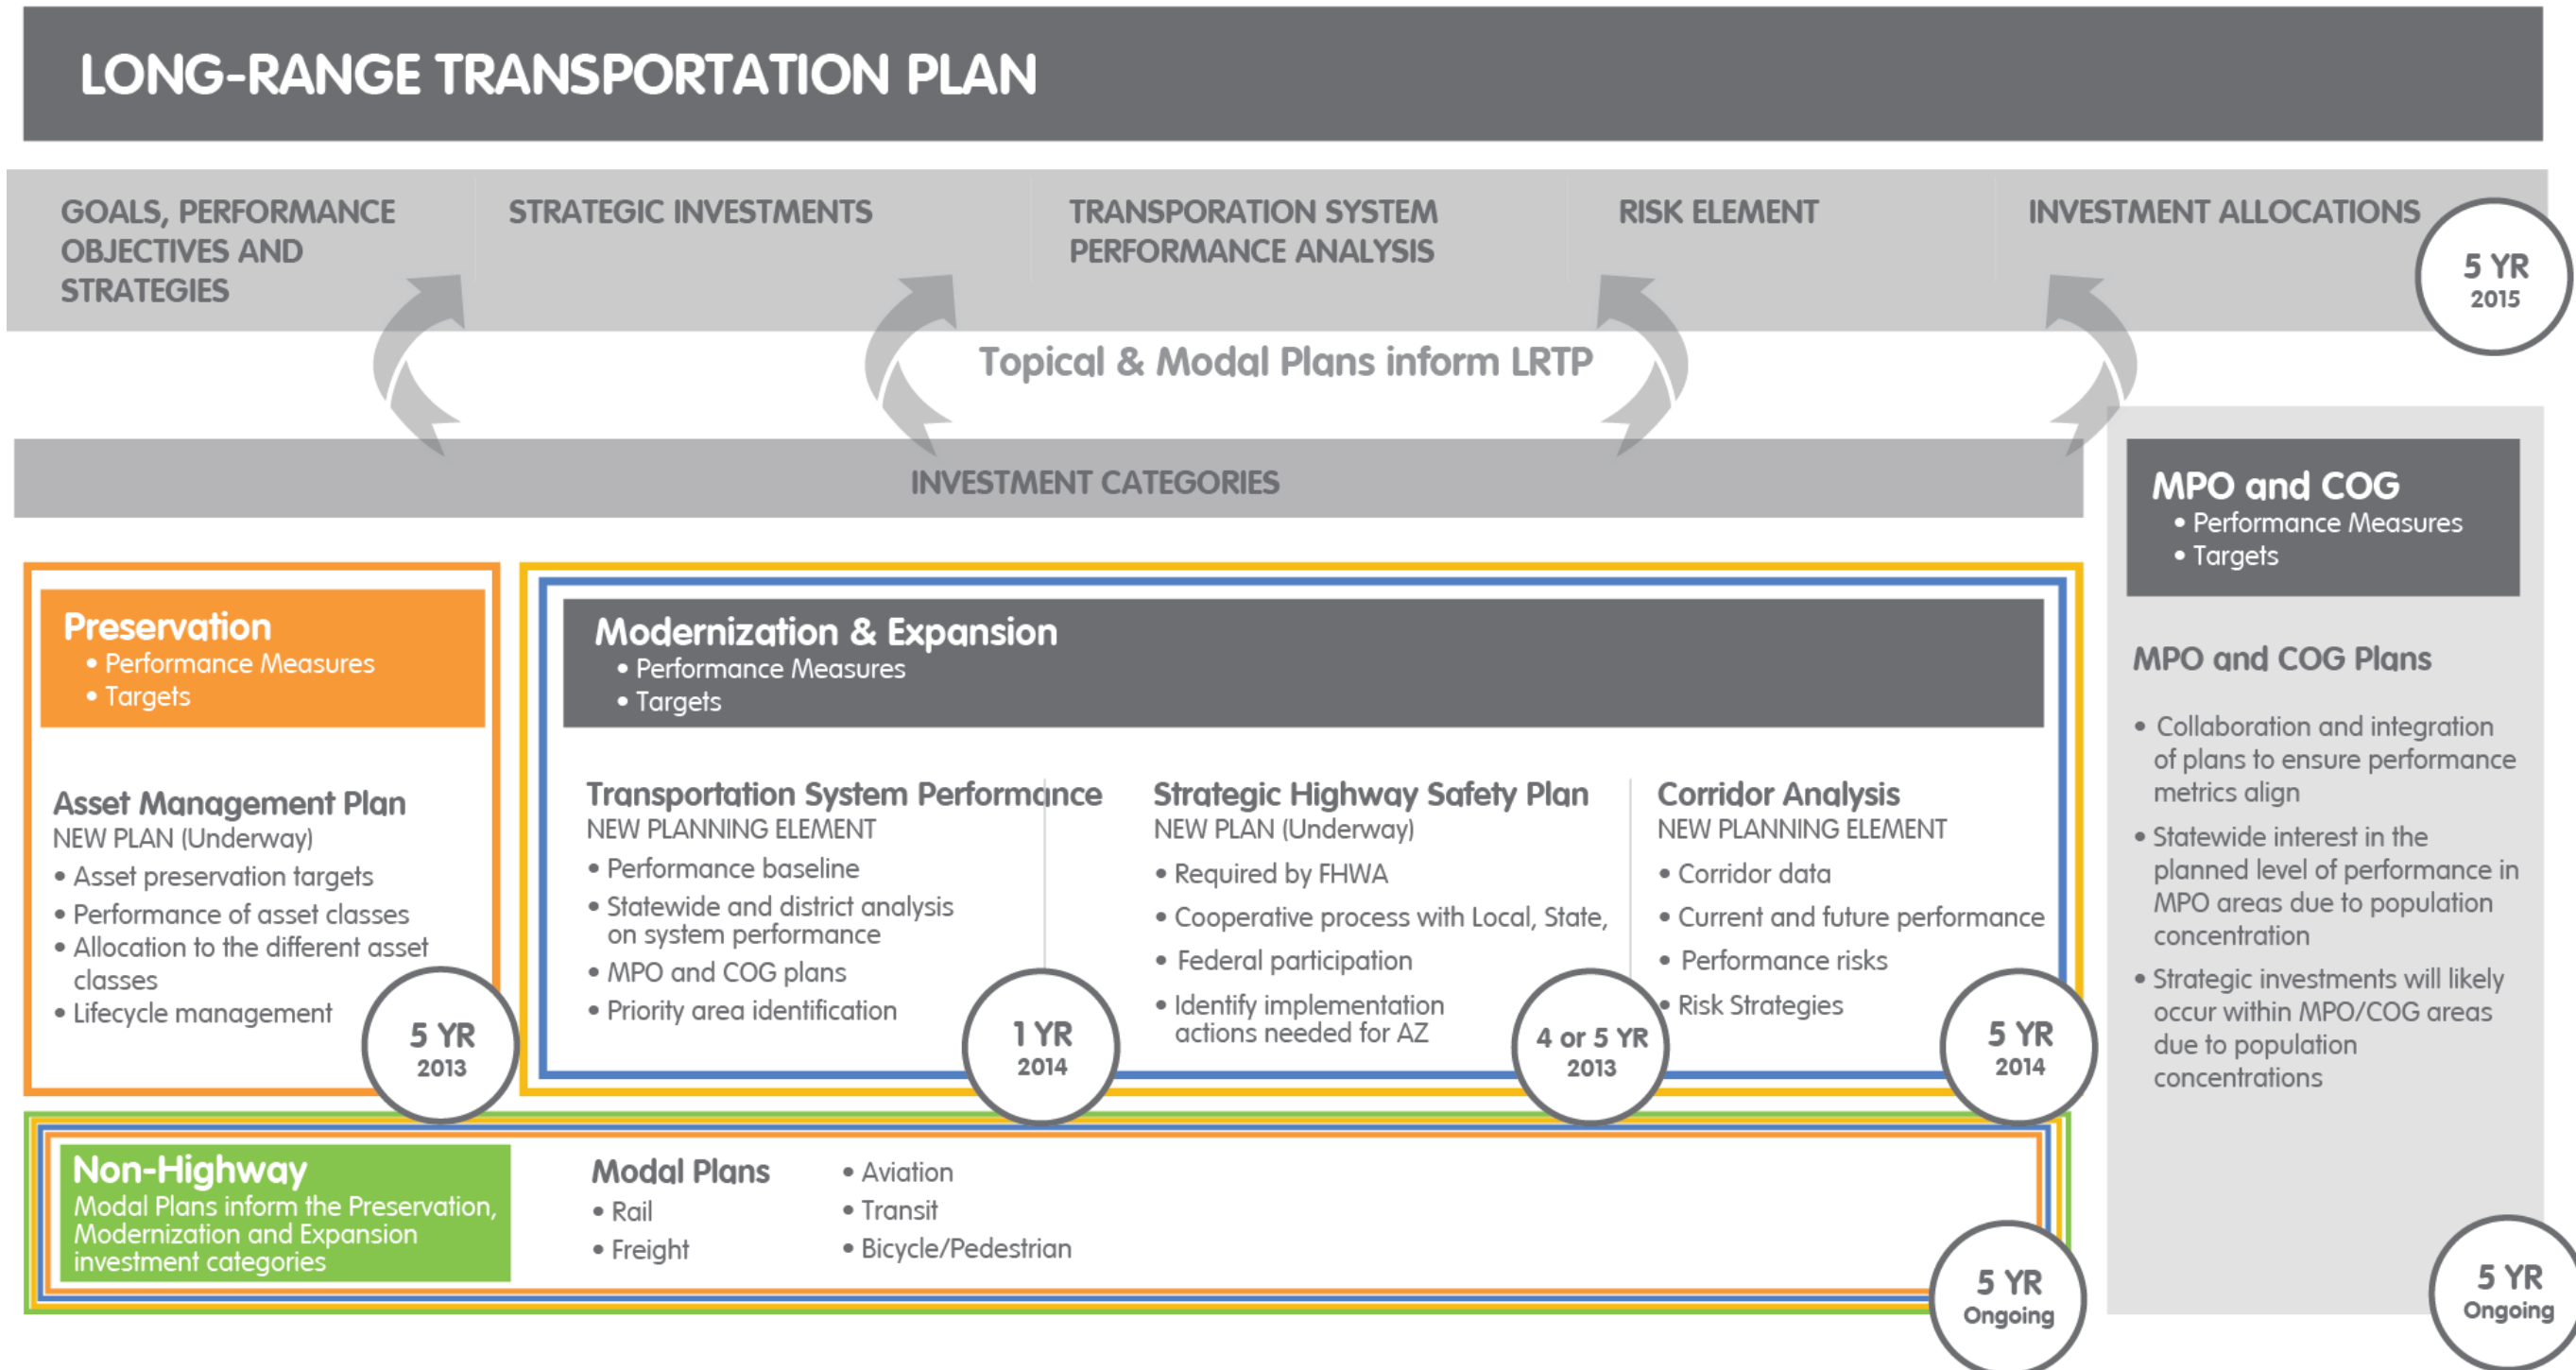 LONG-RANGE TRANSPORTATION PLAN
GOALS, PERFORMANCE
OBJECTIVES AND
STRATEGIES
STRATEGIC INVESTMENTS
TRANSPORATION SYSTEM
PERFORMANCE ANALYSIS
RISK ELEMENT
INVESTMENT ALLOCATIONS
5 YR
2015
Topical & Modal Plans inform LRTP
INVESTMENT CATEGORIES
Preservation
• Performance Measures
• Targets
Asset Management Plan
NEW PLAN (Underway)
• Asset preservation targets
• Performance of asset classes
• Allocation to the different asset
classes
• Lifecycle management
5 YR
2013
Modernization & Expansion
• Performance Measures
• Targets
Transportation System Performance
NEW PLANNING ELEMENT
• Performance baseline
• Statewide and district analysis
on system performance
• MPO and COG plans
• Priority area identification
1 YR
2014
Strategic Highway Safety Plan
NEW PLAN (Underway)
• Required by FHWA
• Cooperative process with Local, State,
• Federal participation
• Identify implementation
actions needed for AZ
4 or 5 YR
2013
Corridor Analysis
NEW PLANNING ELEMENT
• Corridor data
• Current and future performance
• Performance risks
• Risk Strategies
5 YR
2014
Non-Highway
Modal Plans inform the Preservation,
Modernization and Expansion
investment categories
Modal Plans
• Rail
• Freight
• Aviation
• Transit
• Bicycle/Pedestrian
5 YR
Ongoing
MPO and COG
• Performance Measures
• Targets
MPO and COG Plans
• Collaboration and integration
of plans to ensure performance
metrics align
• Statewide interest in the
planned level of performance in
MPO areas due to population
concentration
• Strategic investments will likely
occur within MPO/COG areas
due to population
concentrations
5 YR
Ongoing